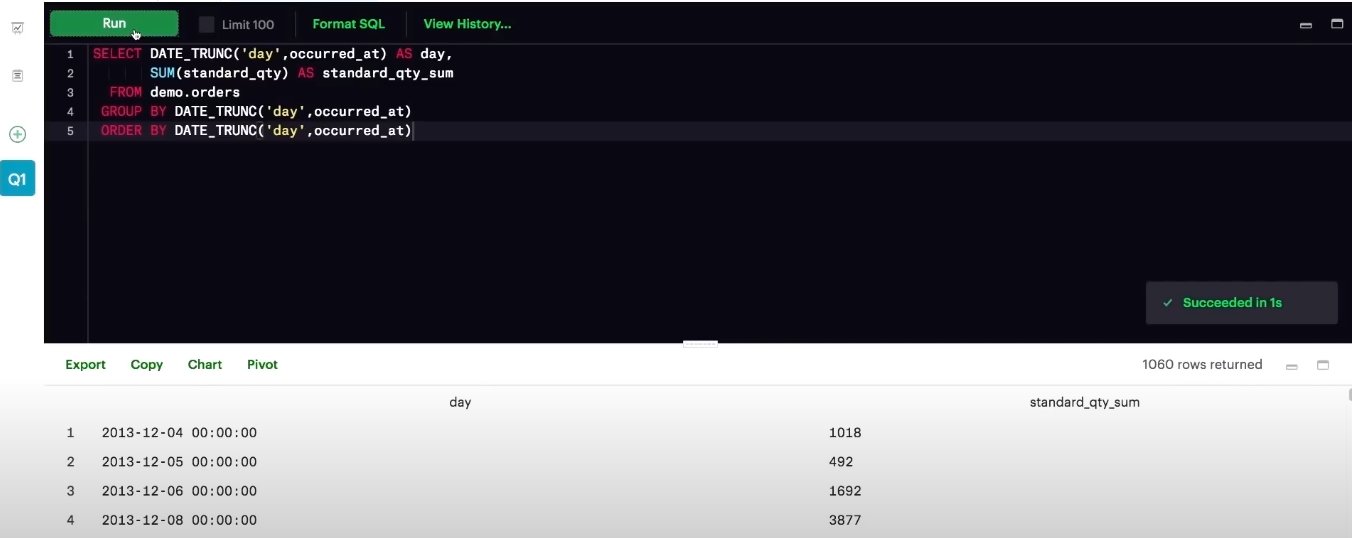 Run
Limit 100
Format SQL
View History...
1 SELECT DATE_TRUNC('day',occurred_at) AS day,
2 SUM(standard_qty) AS standard_qty_sum
3 FROM demo.orders
4 GROUP BY DATE_TRUNC('day',occurred_at)
5 ORDER BY DATE_TRUNC('day',occurred_at)
Q1
✓ Succeeded in 1s
Export Copy Chart Pivot 1060 rows returned
day standard_qty_sum
1 2013-12-04 00:00:00 1018
2 2013-12-05 00:00:00 492
3 2013-12-06 00:00:00 1692
4 2013-12-08 00:00:00 3877